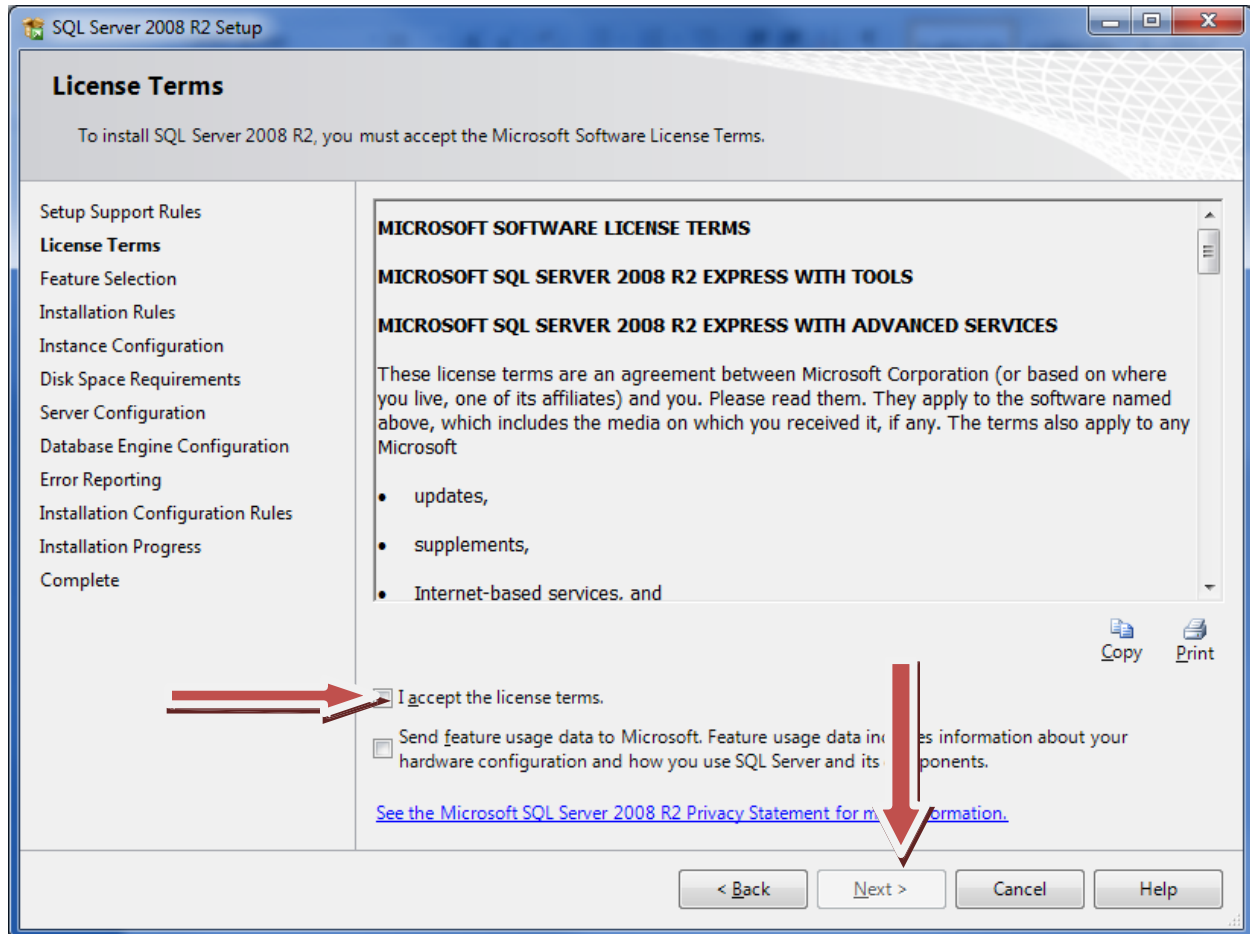 SQL Server 2008 R2 Setup
License Terms
To install SQL Server 2008 R2, you must accept the Microsoft Software License Terms.
Setup Support Rules
License Terms
Feature Selection
Installation Rules
Instance Configuration
Disk Space Requirements
Server Configuration
Database Engine Configuration
Error Reporting
Installation Configuration Rules
Installation Progress
Complete
MICROSOFT SOFTWARE LICENSE TERMS
MICROSOFT SQL SERVER 2008 R2 EXPRESS WITH TOOLS
MICROSOFT SQL SERVER 2008 R2 EXPRESS WITH ADVANCED SERVICES
These license terms are an agreement between Microsoft Corporation (or based on where
you live, one of its affiliates) and you. Please read them. They apply to the software named
above, which includes the media on which you received it, if any. The terms also apply to any
Microsoft
• updates,
• supplements,
• Internet-based services, and
Copy Print
I accept the license terms.
Send feature usage data to Microsoft. Feature usage data information about your
hardware configuration and how you use SQL Server and its
See the Microsoft SQL Server 2008 R2 Privacy Statement for
< Back Next > Cancel Help